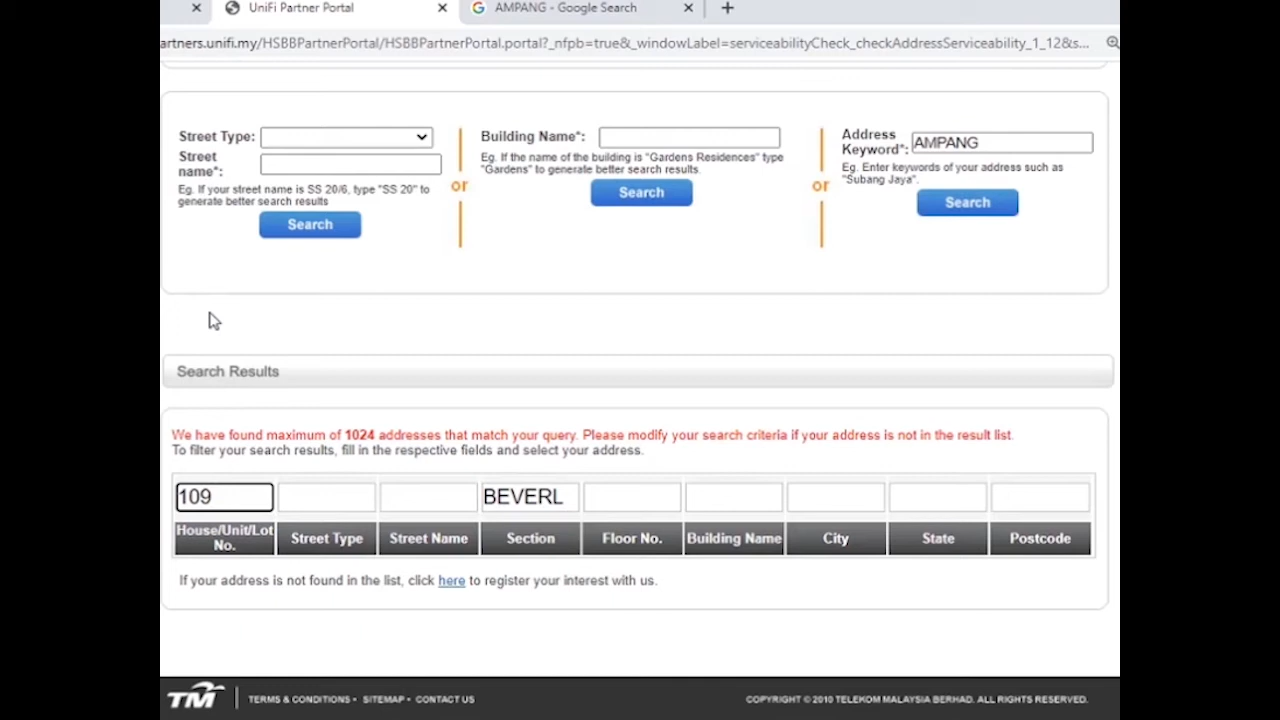 UniFi Partner Portal
AMPANG - Google Search
artners.unifi.my/HSBBPartnerPortal/HSBBPartnerPortal.portal?_nfpb=true&_windowLabel=serviceabilityCheck_checkAddressServiceability_1_12&s...
Street Type:
Street name*:
Eg. If your street name is SS 20/6, type "SS 20" to
generate better search results
Search
or
Building Name*:
Eg. If the name of the building is "Gardens Residences" type
"Gardens" to generate better search results.
Search
or
Address
Keyword*: AMPANG
Eg. Enter keywords of your address such as
"Subang Jaya".
Search
Search Results
We have found maximum of 1024 addresses that match your query. Please modify your search criteria if your address is not in the result list.
To filter your search results, fill in the respective fields and select your address.
109 BEVERL
House/Unit/Lot No. Street Type Street Name Section Floor No. Building Name City State Postcode
If your address is not found in the list, click here to register your interest with us.
TM TERMS & CONDITIONS • SITEMAP • CONTACT US COPYRIGHT © 2010 TELEKOM MALAYSIA BERHAD. ALL RIGHTS RESERVED.